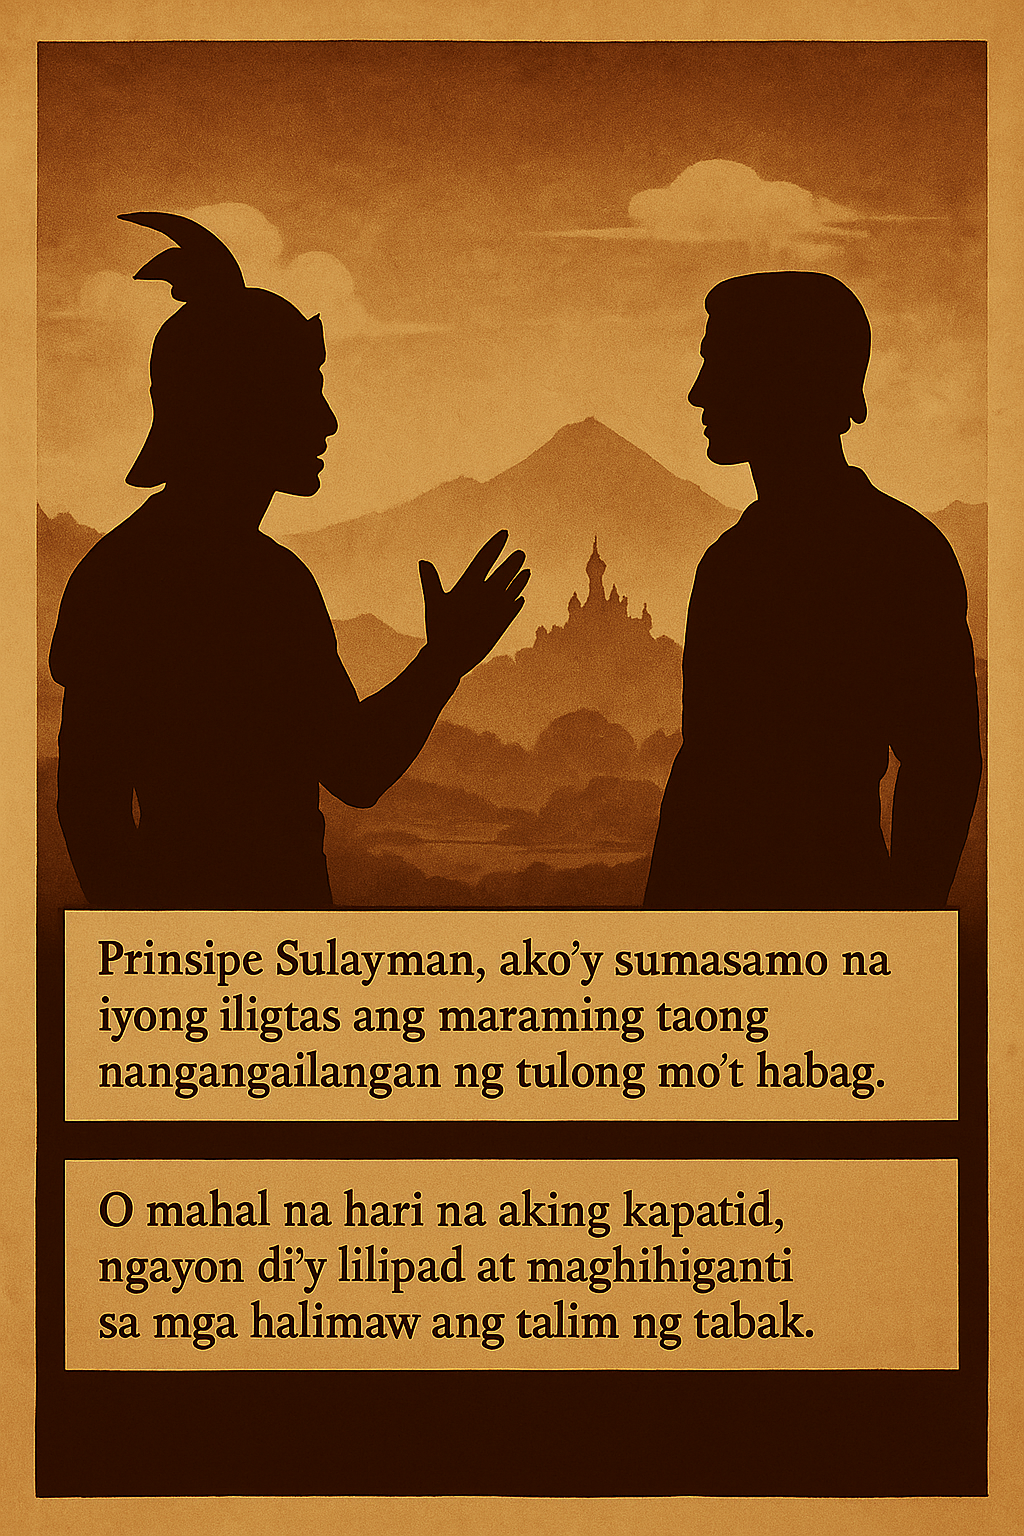 Prinsipe Sulayman, ako’y sumasamo na
iyong iligtas ang maraming taong
nangangailangan ng tulong mo’t habag.
O mahal na hari na aking kapatid,
ngayon di’y lilipad at maghihiganti
sa mga halimaw ang talim ng tabak.